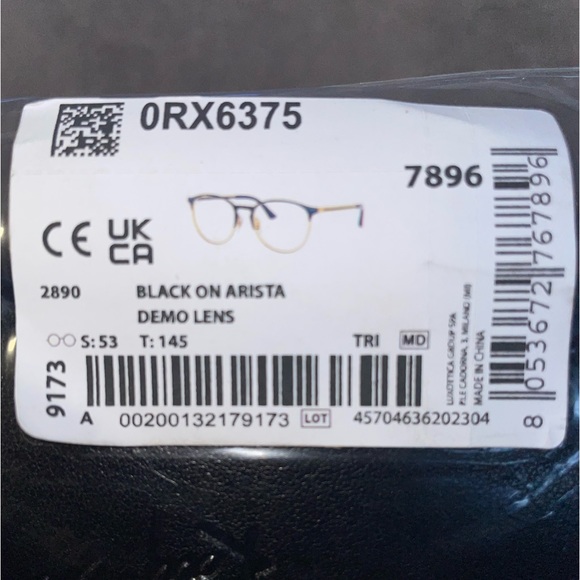 0RX6375
7896
CE UK CA
2890 BLACK ON ARISTA
DEMO LENS
S: 53 T: 145 TRI MD
9173
A 00200132179173 LOT 45704636202304
LUXOTTICA GROUP SPA
P.LE CADORNA, 3, MILANO (MI)
MADE IN CHINA
8 053672 767896